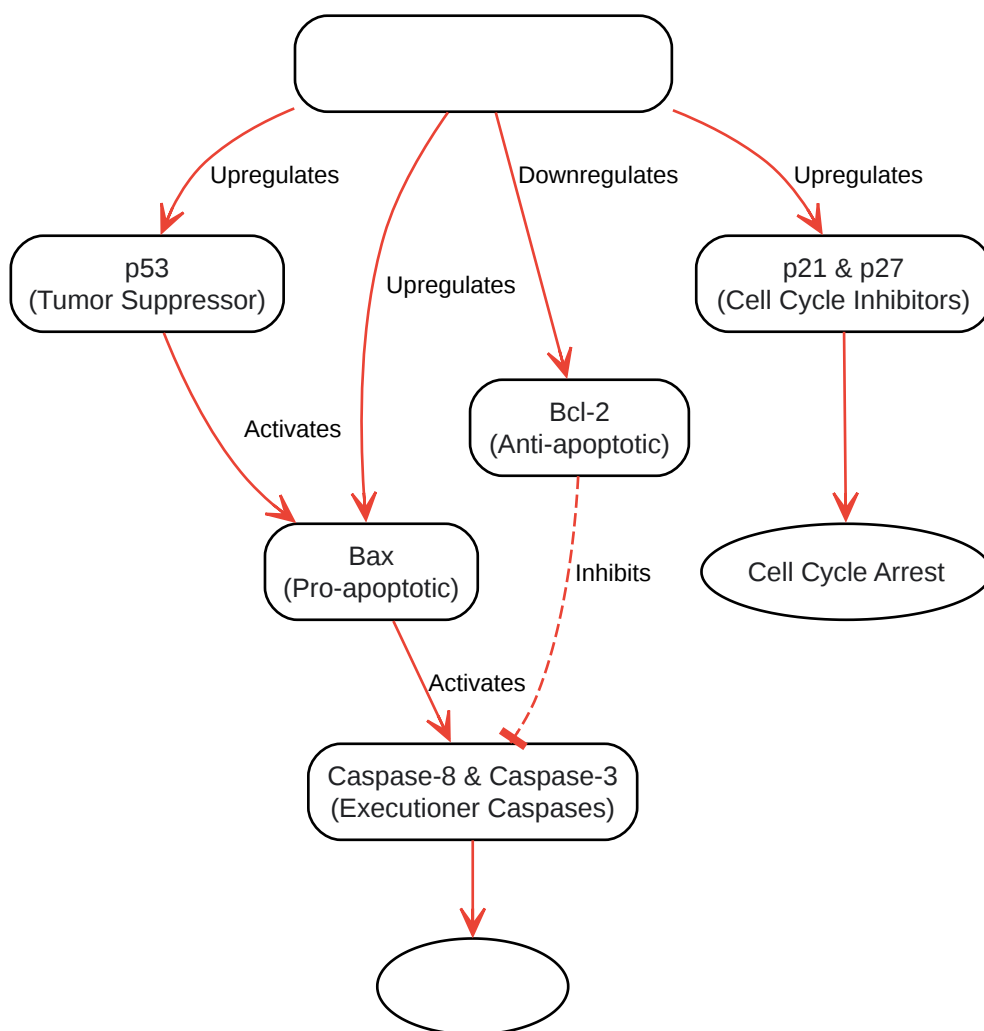 Upregulates
Downregulates
Upregulates
p53
(Tumor Suppressor)
Upregulates
p21 & p27
(Cell Cycle Inhibitors)
Activates
Bcl-2
(Anti-apoptotic)
Bax
(Pro-apoptotic)
Inhibits
Cell Cycle Arrest
Activates
Caspase-8 & Caspase-3
(Executioner Caspases)